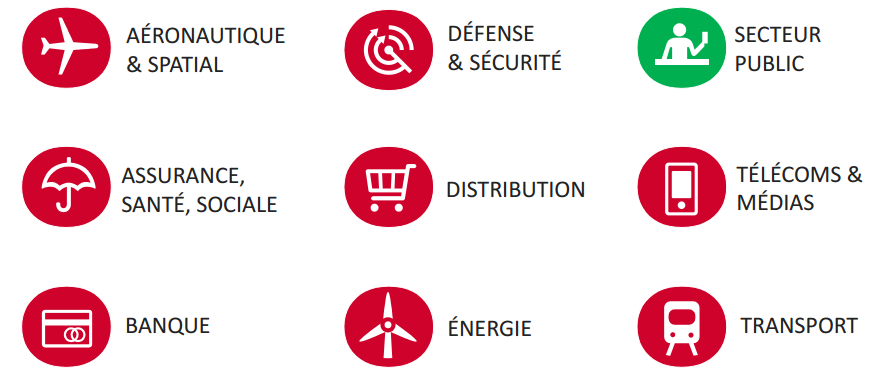 AÉRONAUTIQUE
& SPATIAL
DÉFENSE
& SÉCURITÉ
SECTEUR
PUBLIC
ASSURANCE,
SANTÉ, SOCIALE
DISTRIBUTION
TÉLÉCOMS &
MÉDIAS
BANQUE
ÉNERGIE
TRANSPORT